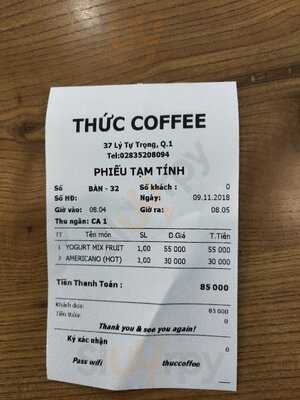 THỨC COFFEE
37 Lý Tự Trọng, Q.1
Tel:02835208094
PHIẾU TẠM TÍNH
Số BÀN - 32 Số khách : 0
Số HĐ: Ngày: 09.11.2018
Giờ vào: 08.04 Giờ ra: 08.05
Thu ngân: CA 1
TT Tên món SL Đ.Giá T.Tiền
1 YOGURT MIX FRUIT 1,00 55 000 55 000
2 AMERICANO (HOT) 1,00 30 000 30 000
Tiền Thanh Toán : 85 000
Khách đưa: 85 000
Tiền thừa: 0
Thank you & see you again!
Ký xác nhận 0
Pass wifi thuccoffee